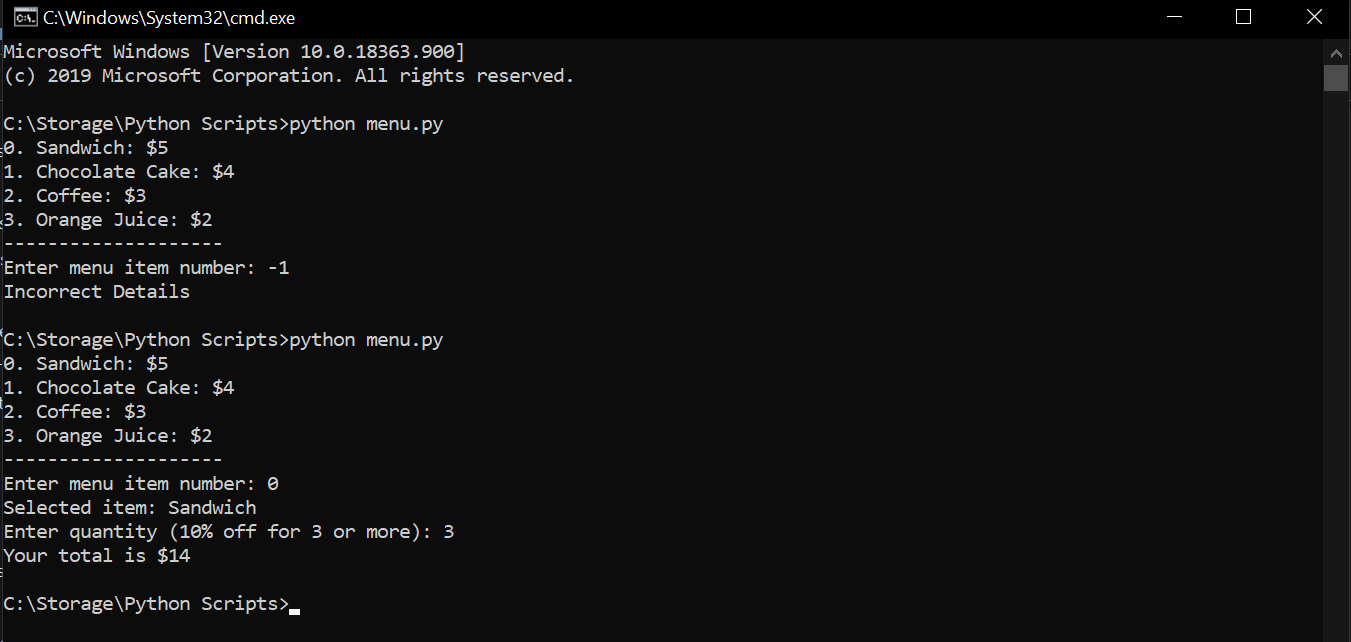 C:\Windows\System32\cmd.exe
Microsoft Windows [Version 10.0.18363.900]
(c) 2019 Microsoft Corporation. All rights reserved.
C:\Storage\Python Scripts>python menu.py
0. Sandwich: $5
1. Chocolate Cake: $4
2. Coffee: $3
3. Orange Juice: $2
--------------------
Enter menu item number: -1
Incorrect Details
C:\Storage\Python Scripts>python menu.py
0. Sandwich: $5
1. Chocolate Cake: $4
2. Coffee: $3
3. Orange Juice: $2
--------------------
Enter menu item number: 0
Selected item: Sandwich
Enter quantity (10% off for 3 or more): 3
Your total is $14
C:\Storage\Python Scripts>